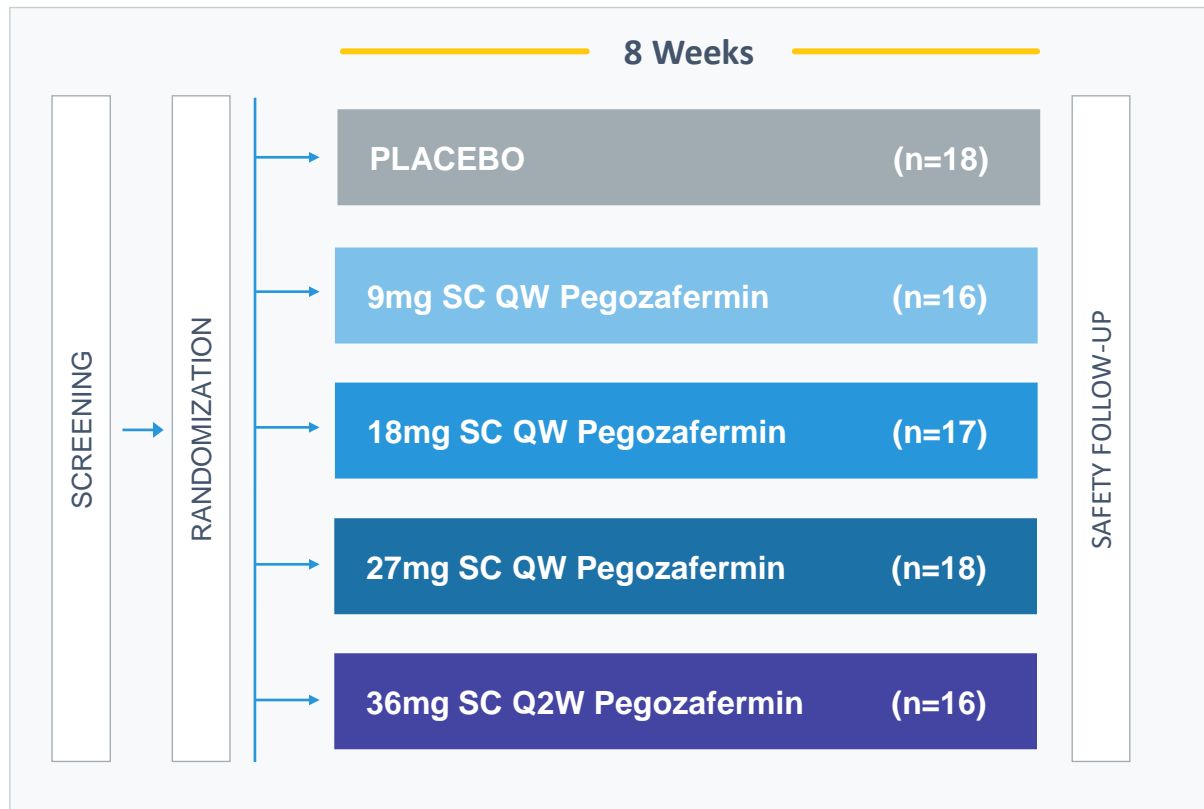 8 Weeks
SCREENING
RANDOMIZATION
PLACEBO (n=18)
9mg SC QW Pegozafermin (n=16)
18mg SC QW Pegozafermin (n=17)
27mg SC QW Pegozafermin (n=18)
36mg SC Q2W Pegozafermin (n=16)
SAFETY FOLLOW-UP